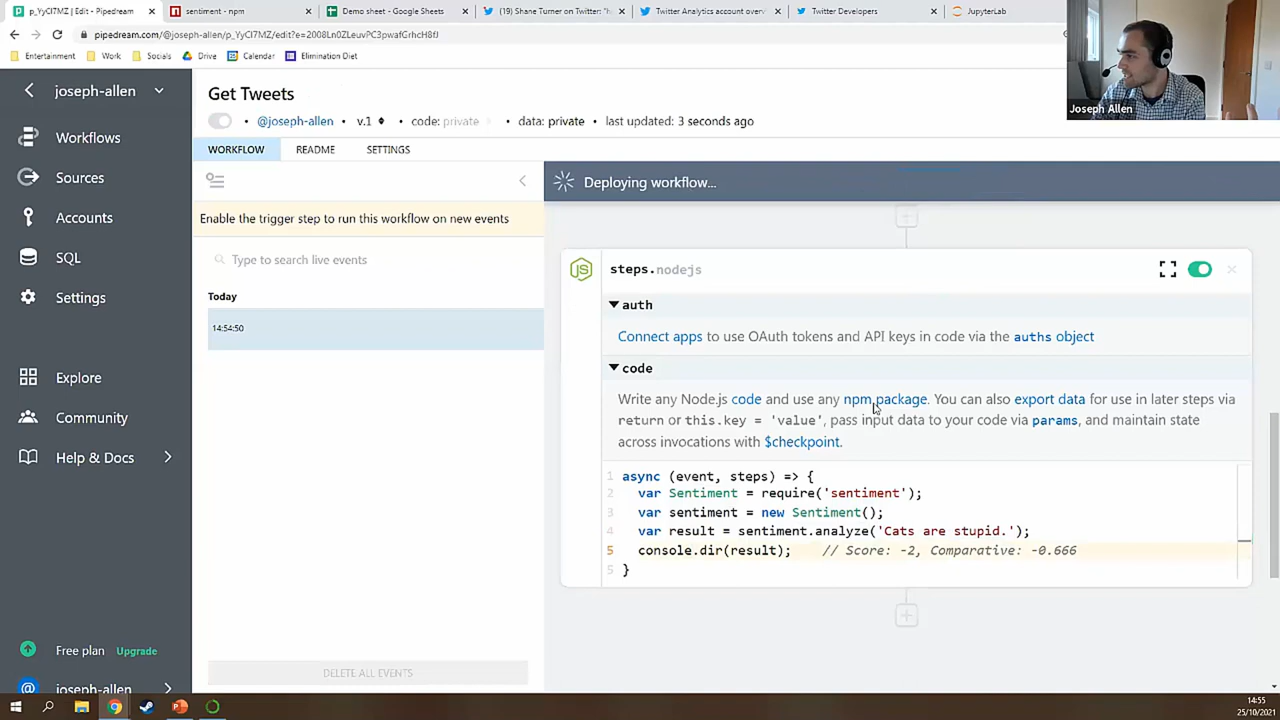 p_YyCl7MZ | Edit - Pipedream
sentiment - npm
Demo sheet - Google Sheets
(19) Shane Turner on Twitter: "h
Twitter Analytics account overv
Twitter Developers
JupyterLab
pipedream.com/@joseph-allen/p_YyCl7MZ/edit?e=2008Ln0ZLeuvPC3pwafGrhcH8fJ
Entertainment
Work
Socials
Drive
Calendar
Elimination Diet
Joseph Allen
joseph-allen
Workflows
Sources
Accounts
SQL
Settings
Explore
Community
Help & Docs
Free plan Upgrade
@ joseph-allen
Get Tweets
• @joseph-allen • v.1 • code: private • data: private • last updated: 3 seconds ago
WORKFLOW README SETTINGS
Enable the trigger step to run this workflow on new events
Type to search live events
Today
14:54:50
DELETE ALL EVENTS
Deploying workflow...
JS steps.nodejs
auth
Connect apps to use OAuth tokens and API keys in code via the auths object
code
Write any Node.js code and use any npm package. You can also export data for use in later steps via
return or this.key = 'value', pass input data to your code via params, and maintain state
across invocations with $checkpoint.
1 async (event, steps) => {
2 var Sentiment = require('sentiment');
3 var sentiment = new Sentiment();
4 var result = sentiment.analyze('Cats are stupid.');
5 console.dir(result); // Score: -2, Comparative: -0.666
5 }
14:55
25/10/2021